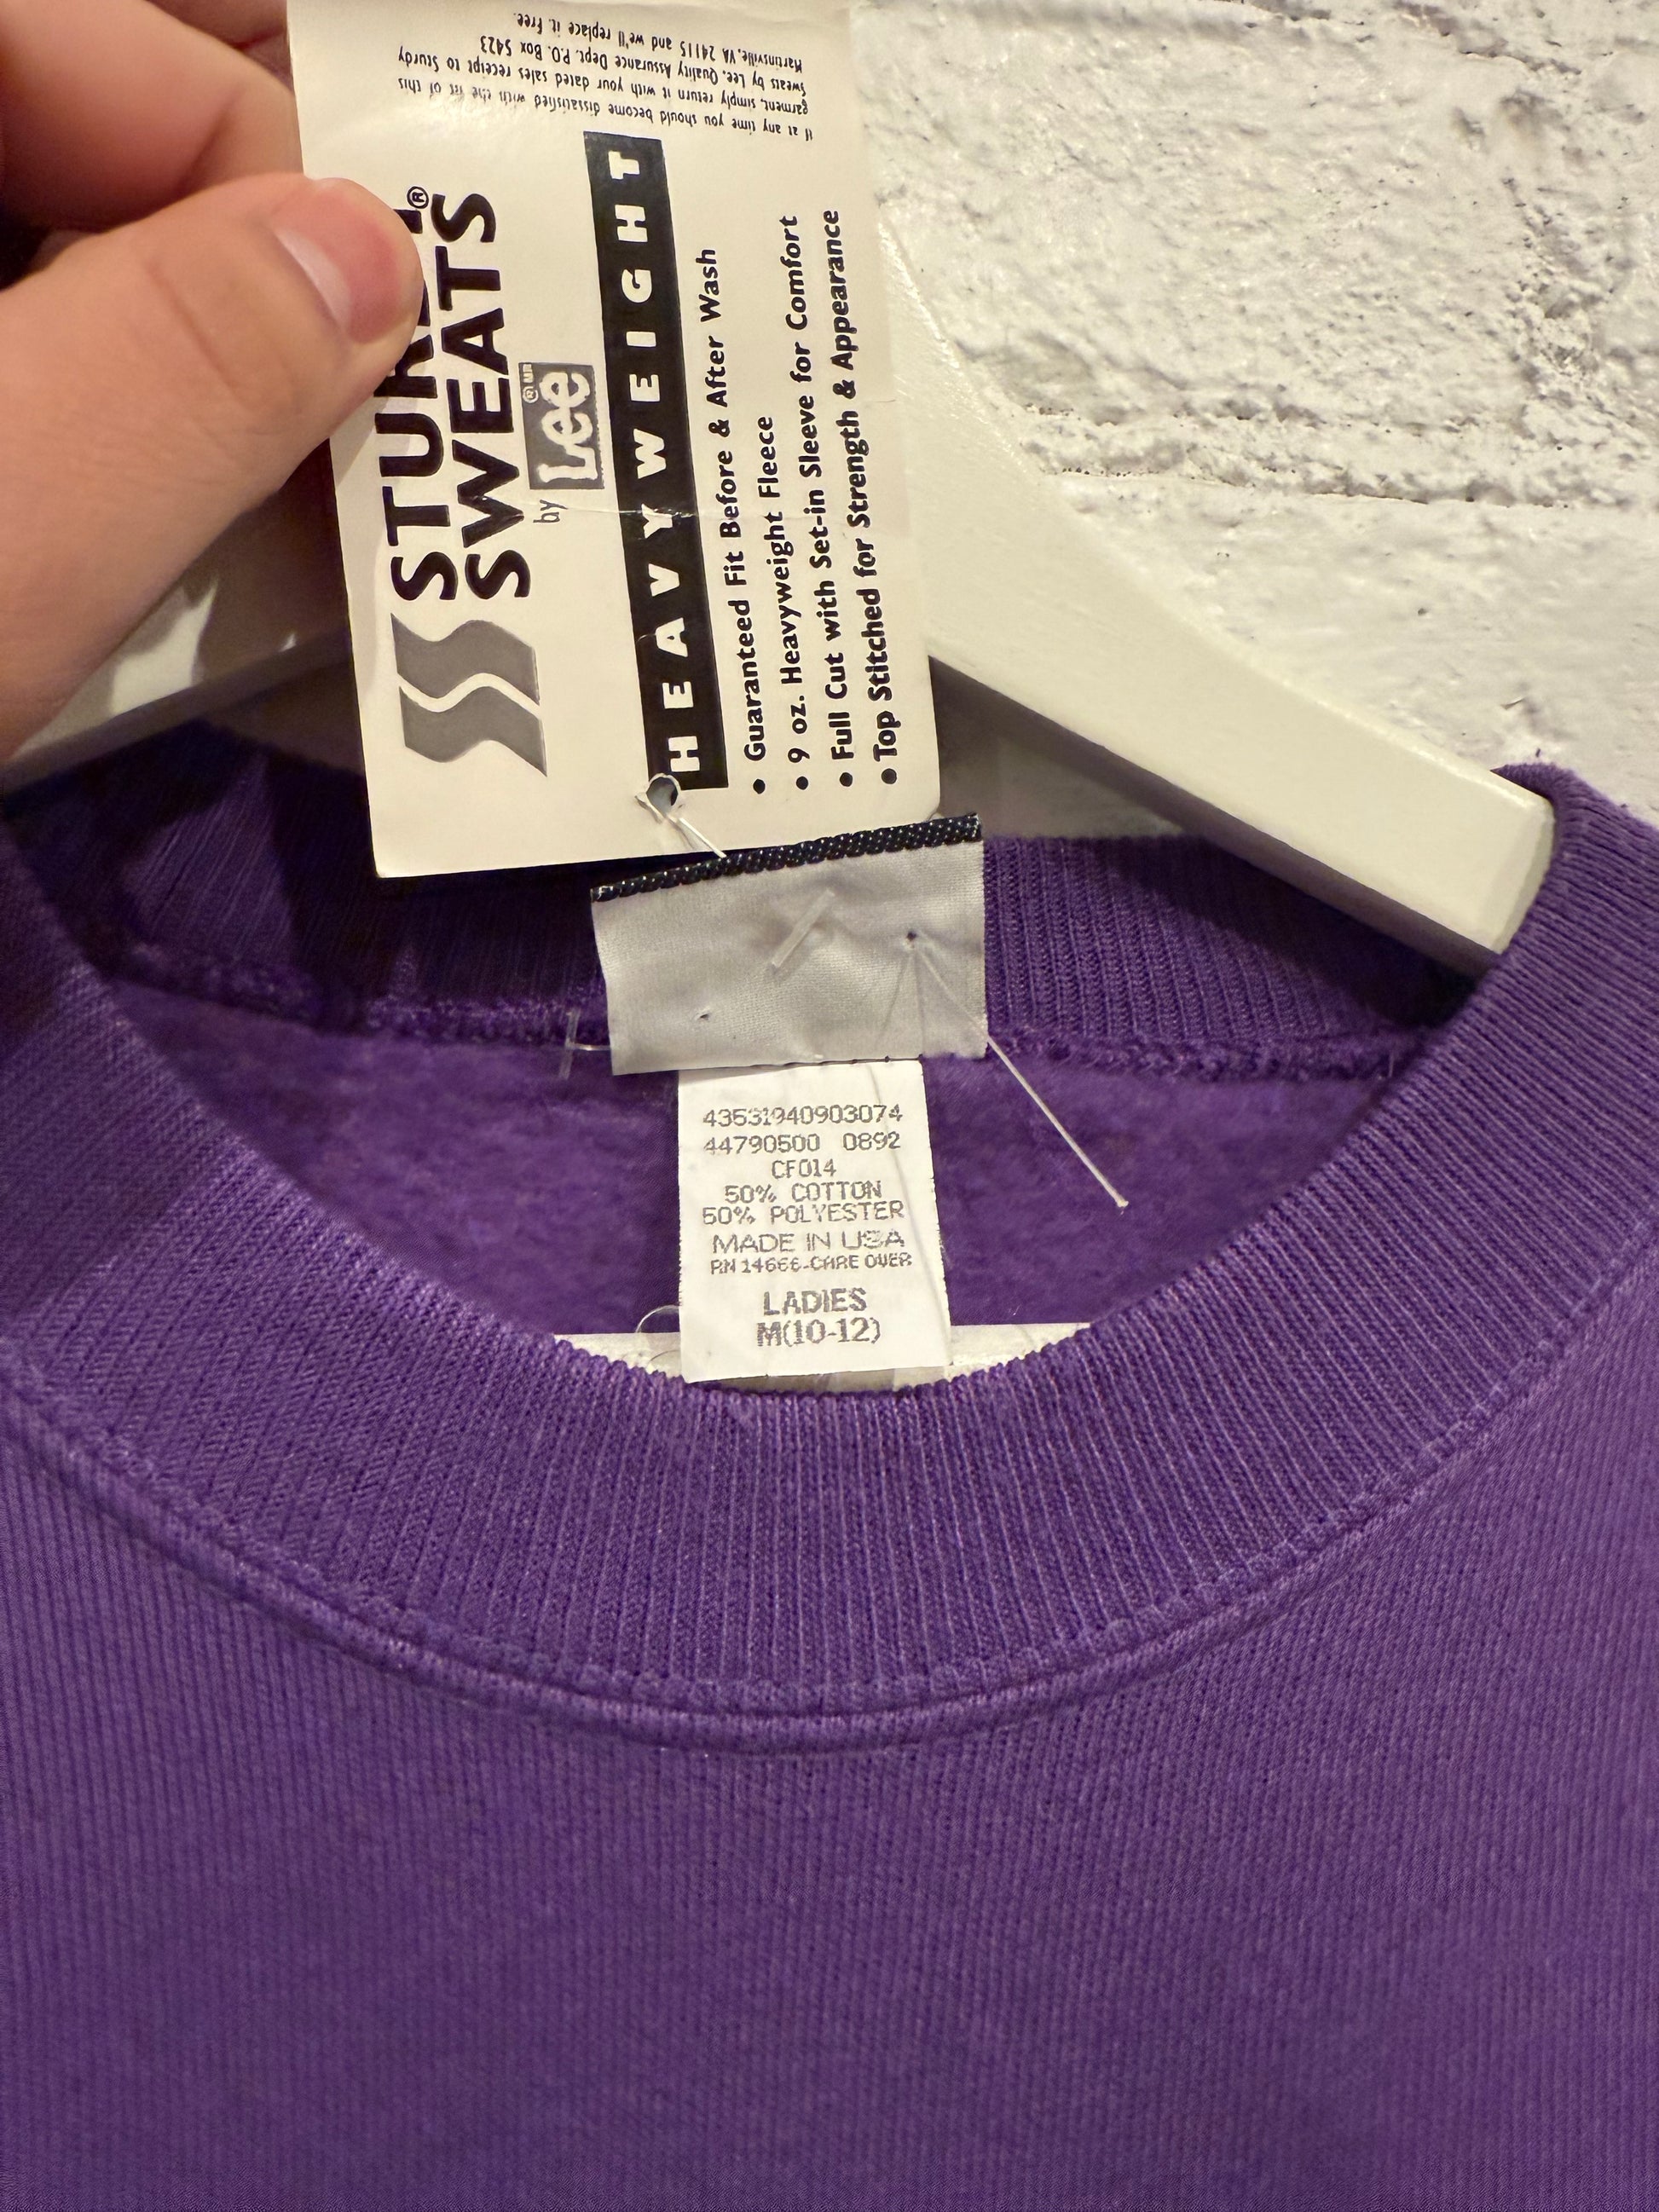 If at any time you should become dissatisfied with the fit of this
garment, simply return it with your dated sales receipt to Sturdy
Sweats by Lee, Quality Assurance Dept. P.O. Box 5423
Martinsville, VA 24115 and we'll replace it. Free.
STURDY®
SWEATS
by Lee® MR
HEAVYWEIGHT
• Guaranteed Fit Before & After Wash
• 9 oz. Heavyweight Fleece
• Full Cut with Set-in Sleeve for Comfort
• Top Stitched for Strength & Appearance
43531940903074
44790500 0892
CF014
50% COTTON
50% POLYESTER
MADE IN USA
RN 14666-CARE OVER
LADIES
M(10-12)